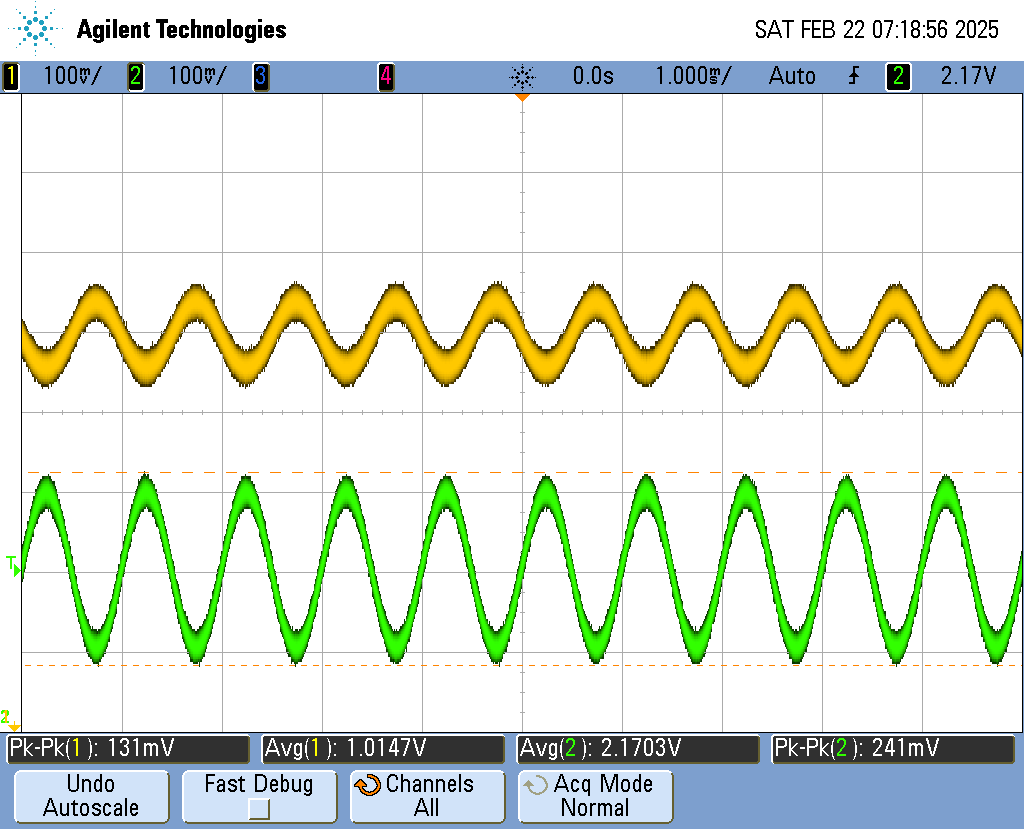 Agilent Technologies
SAT FEB 22 07:18:56 2025
1 100mV/ 2 100mV/ 3 4 0.0s 1.000ms/ Auto 2 2.17V
T
2
Pk-Pk(1): 131mV
Avg(1): 1.0147V
Avg(2): 2.1703V
Pk-Pk(2): 241mV
Undo
Autoscale
Fast Debug
Channels
All
Acq Mode
Normal